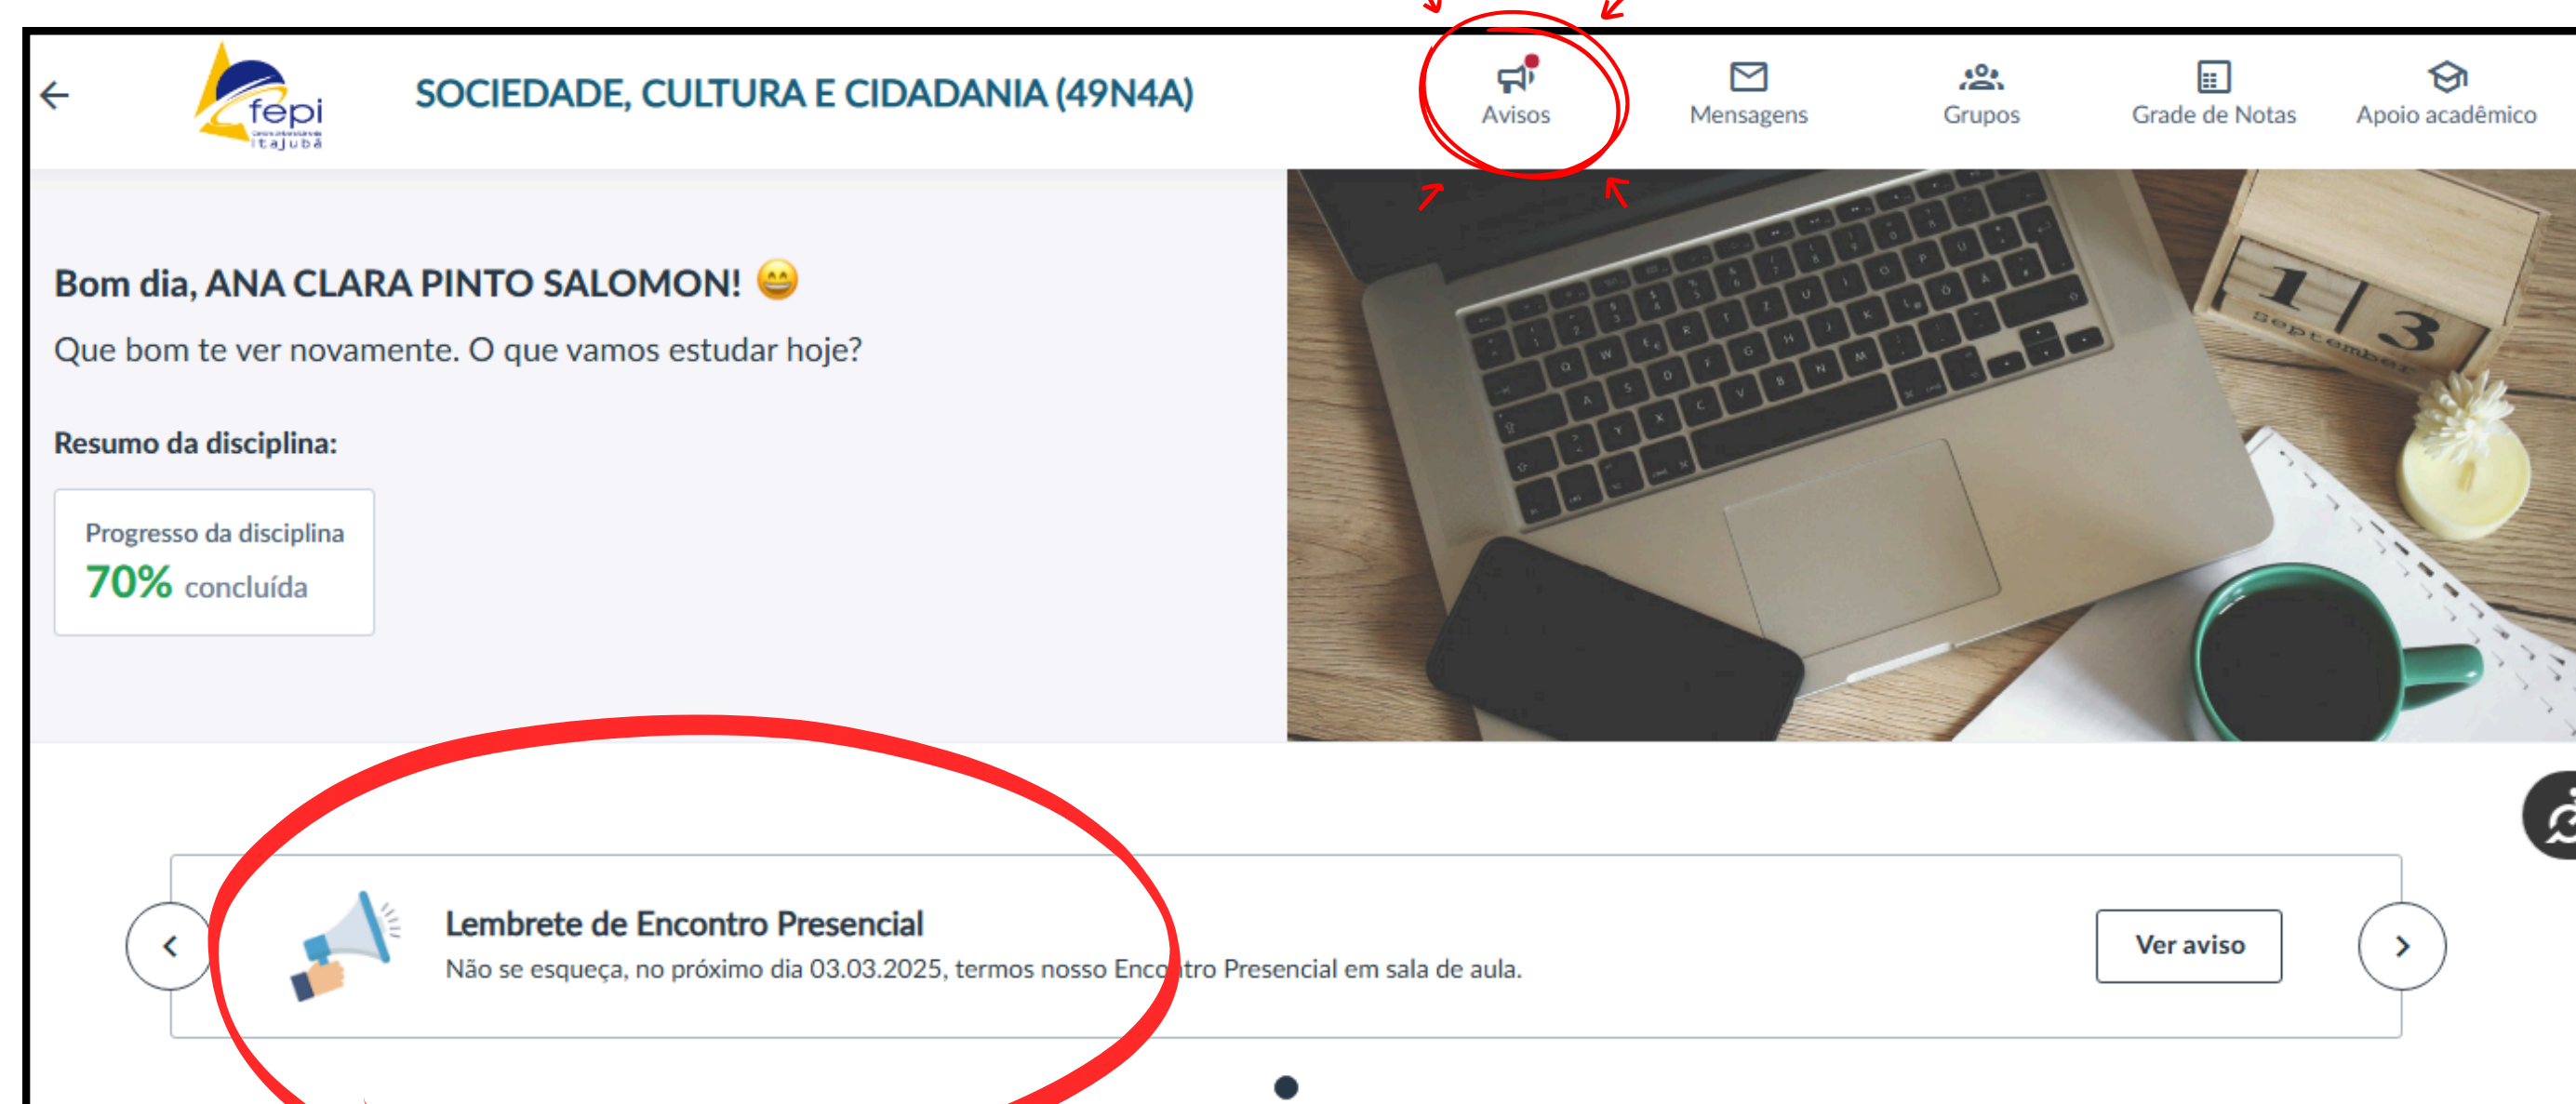 fepi
Itajubá
SOCIEDADE, CULTURA E CIDADANIA (49N4A)
Avisos
Mensagens
Grupos
Grade de Notas
Apoio acadêmico
Bom dia, ANA CLARA PINTO SALOMON! 😄
Que bom te ver novamente. O que vamos estudar hoje?
Resumo da disciplina:
Progresso da disciplina
70% concluída
13
September
Lembrete de Encontro Presencial
Não se esqueça, no próximo dia 03.03.2025, termos nosso Encontro Presencial em sala de aula.
Ver aviso